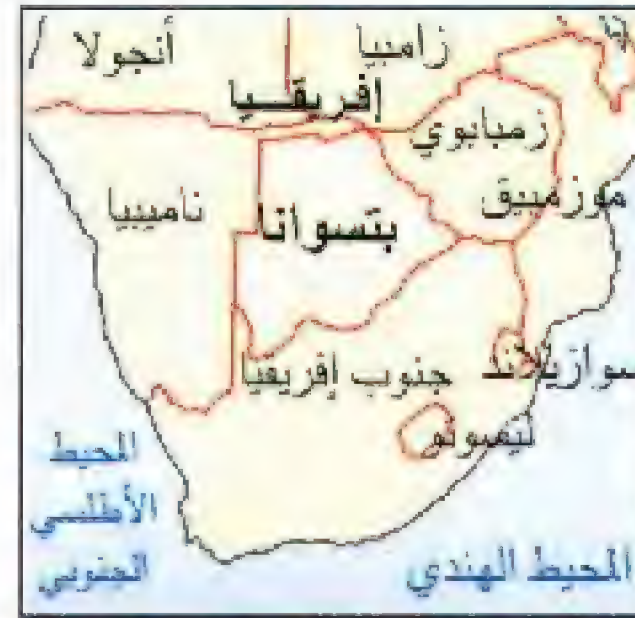 أنجولا
زامبيا
إفريقيا
زمبابوي
موزمبيق
ناميبيا
بتسوانا
سوازيلاند
جنوب إفريقيا
ليسوتو
المحيط
الأطلسي
الجنوبي
المحيط الهندي